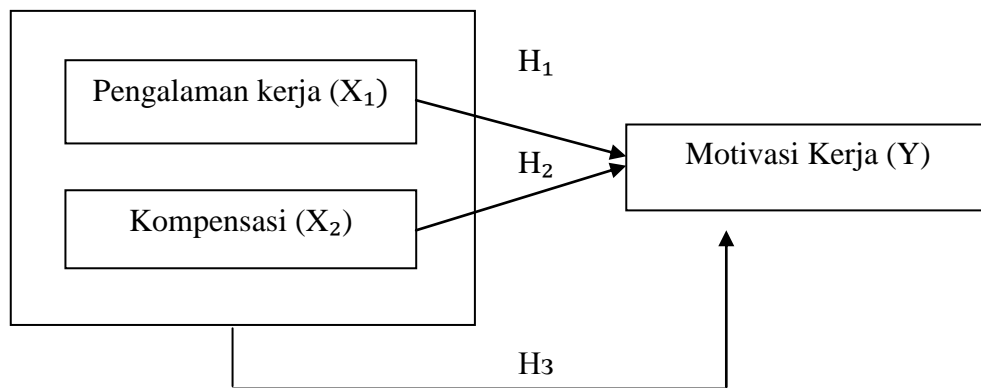 H₁
Pengalaman kerja (X₁)
Motivasi Kerja (Y)
H₂
Kompensasi (X₂)
H3